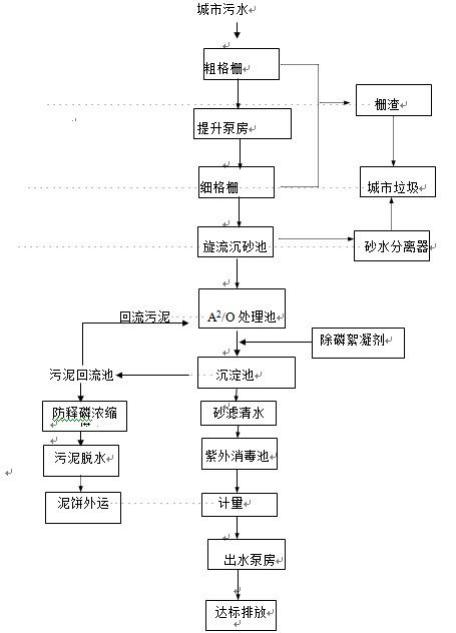 城市污水
粗格栅
栅渣
提升泵房
细格栅
城市垃圾
旋流沉砂池
砂水分离器
回流污泥
A²/O 处理池
除磷絮凝剂
污泥回流池
沉淀池
防释磷浓缩
砂滤清水
污泥脱水
紫外消毒池
泥饼外运
计量
出水泵房
达标排放